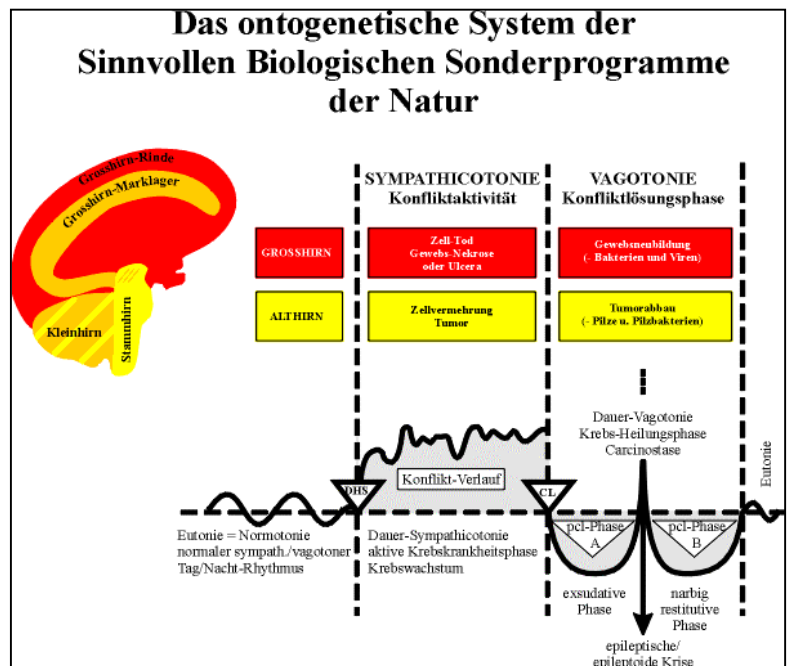 Das ontogenetische System der
Sinnvollen Biologischen Sonderprogramme
der Natur
Grosshirn-Rinde
Grosshirn-Marklager
Kleinhirn
Stammhirn
SYMPATHICOTONIE
Konfliktaktivität
VAGOTONIE
Konfliktlösungsphase
GROSSHIRN
Zell-Tod
Gewebs-Nekrose
oder Ulcera
Gewebsneubildung
(- Bakterien und Viren)
ALTHIRN
Zellvermehrung
Tumor
Tumorabbau
(- Pilze u. Pilzbakterien)
Dauer-Vagotonie
Krebs-Heilungsphase
Carcinostase
Eutonie
DHS
Konflikt-Verlauf
CL
pcl-Phase
A
pcl-Phase
B
Eutonie = Normotonie
normaler sympath./vagotoner
Tag/Nacht-Rhythmus
Dauer-Sympathicotonie
aktive Krebskrankheitsphase
Krebswachstum
exsudative
Phase
narbig
restitutive
Phase
epileptische/
epileptoide Krise